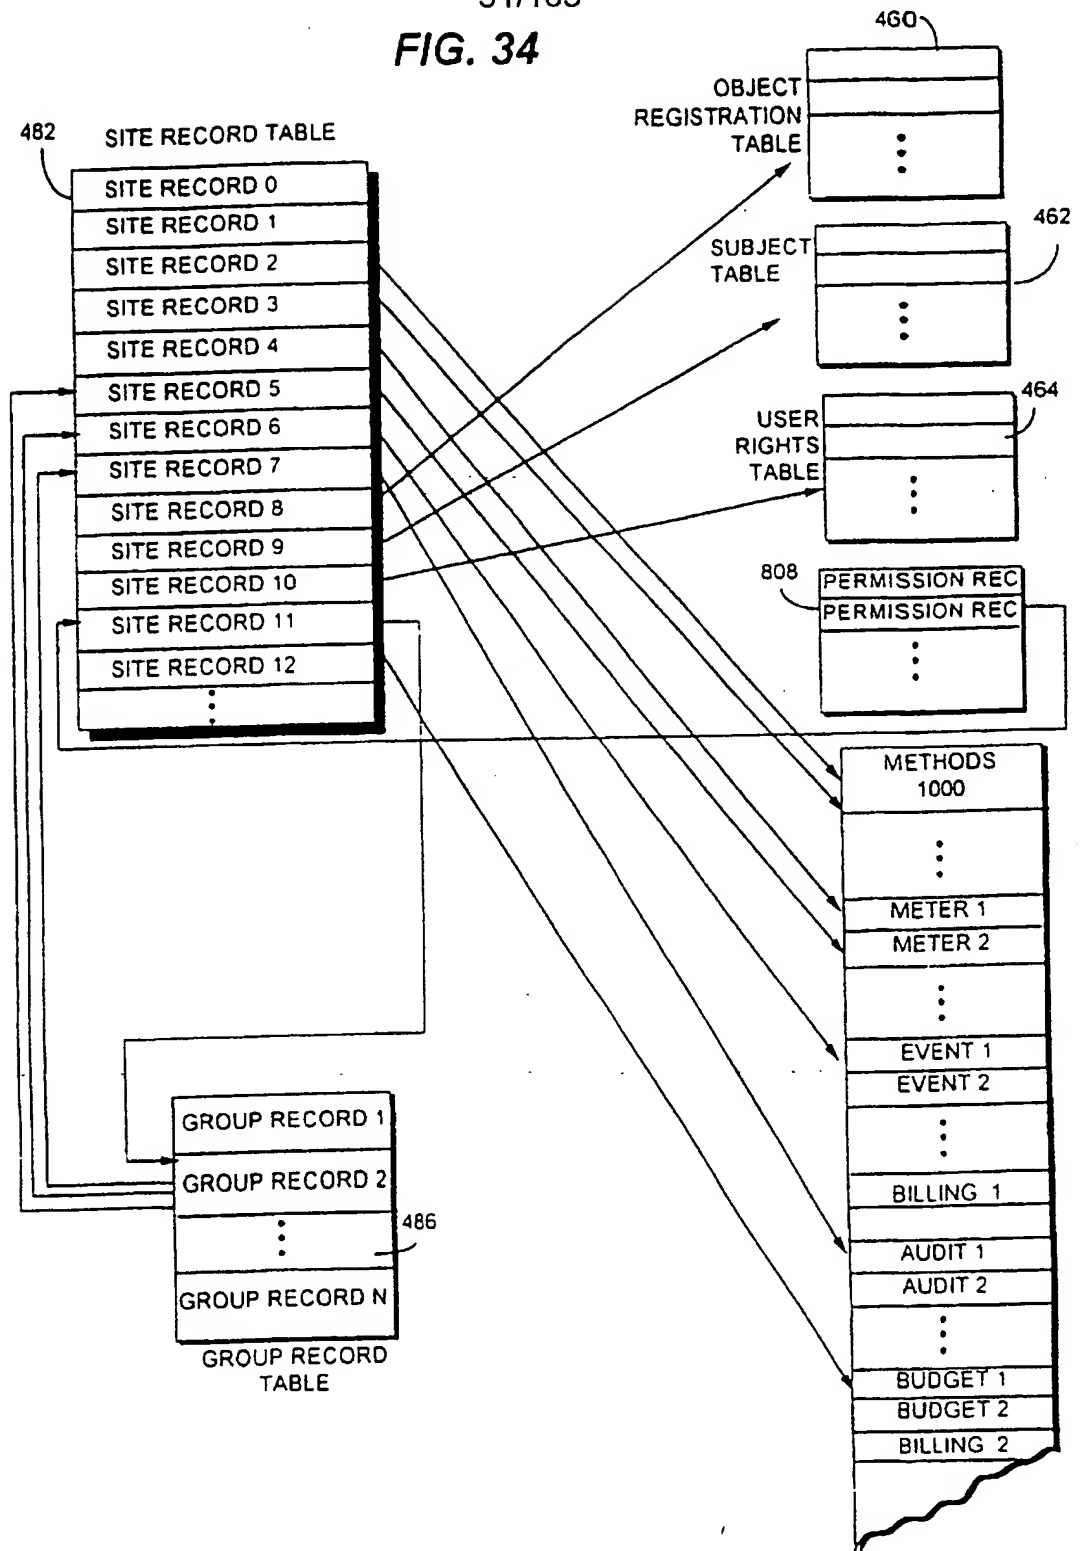 FIG. 34
482
SITE RECORD TABLE
SITE RECORD 0
SITE RECORD 1
SITE RECORD 2
SITE RECORD 3
SITE RECORD 4
SITE RECORD 5
SITE RECORD 6
SITE RECORD 7
SITE RECORD 8
SITE RECORD 9
SITE RECORD 10
SITE RECORD 11
SITE RECORD 12
460
OBJECT
REGISTRATION
TABLE
462
SUBJECT
TABLE
464
USER
RIGHTS
TABLE
808
PERMISSION REC
PERMISSION REC
METHODS
1000
METER 1
METER 2
EVENT 1
EVENT 2
BILLING 1
AUDIT 1
AUDIT 2
BUDGET 1
BUDGET 2
BILLING 2
GROUP RECORD 1
GROUP RECORD 2
486
GROUP RECORD N
GROUP RECORD
TABLE